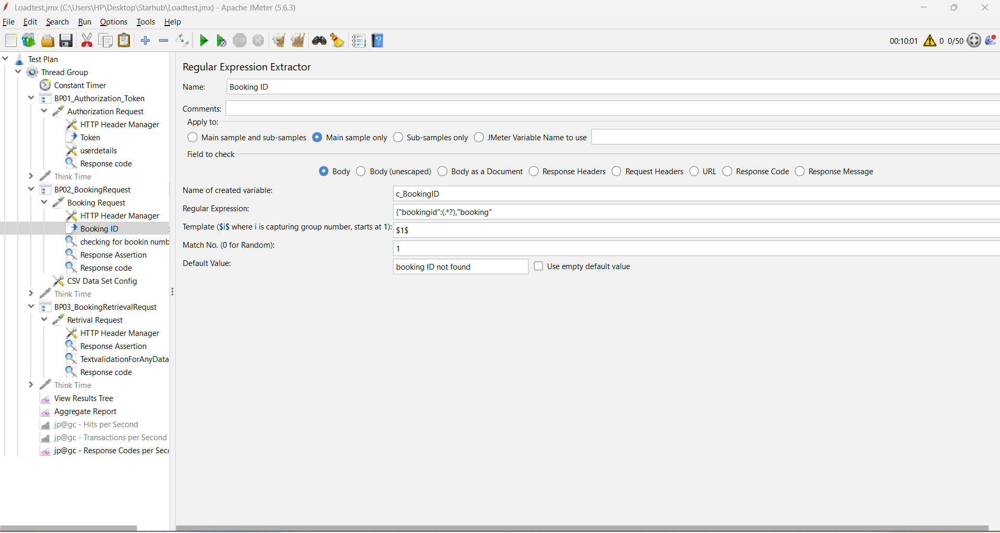 Loadtest.jmx (C:\Users\HP\Desktop\Starhub\Loadtest.jmx) - Apache JMeter (5.6.3)
File Edit Search Run Options Tools Help
STOP
00:10:01 0 0/50
Test Plan
Thread Group
Constant Timer
BP01_Authorization_Token
Authorization Request
HTTP Header Manager
Token
userdetails
Response code
Think Time
BP02_BookingRequest
Booking Request
HTTP Header Manager
Booking ID
checking for bookin numb
Response Assertion
Response code
CSV Data Set Config
Think Time
BP03_BookingRetrievalRequst
Retrival Request
HTTP Header Manager
Response Assertion
TextvalidationForAnyData
Response code
Think Time
View Results Tree
Aggregate Report
jp@gc - Hits per Second
jp@gc - Transactions per Second
jp@gc - Response Codes per Sec
Regular Expression Extractor
Name: Booking ID
Comments:
Apply to:
Main sample and sub-samples Main sample only Sub-samples only JMeter Variable Name to use
Field to check
Body Body (unescaped) Body as a Document Response Headers Request Headers URL Response Code Response Message
Name of created variable: c_BookingID
Regular Expression: {"bookingid":(.*?),"booking"
Template ($i$ where i is capturing group number, starts at 1): $1$
Match No. (0 for Random): 1
Default Value: booking ID not found Use empty default value